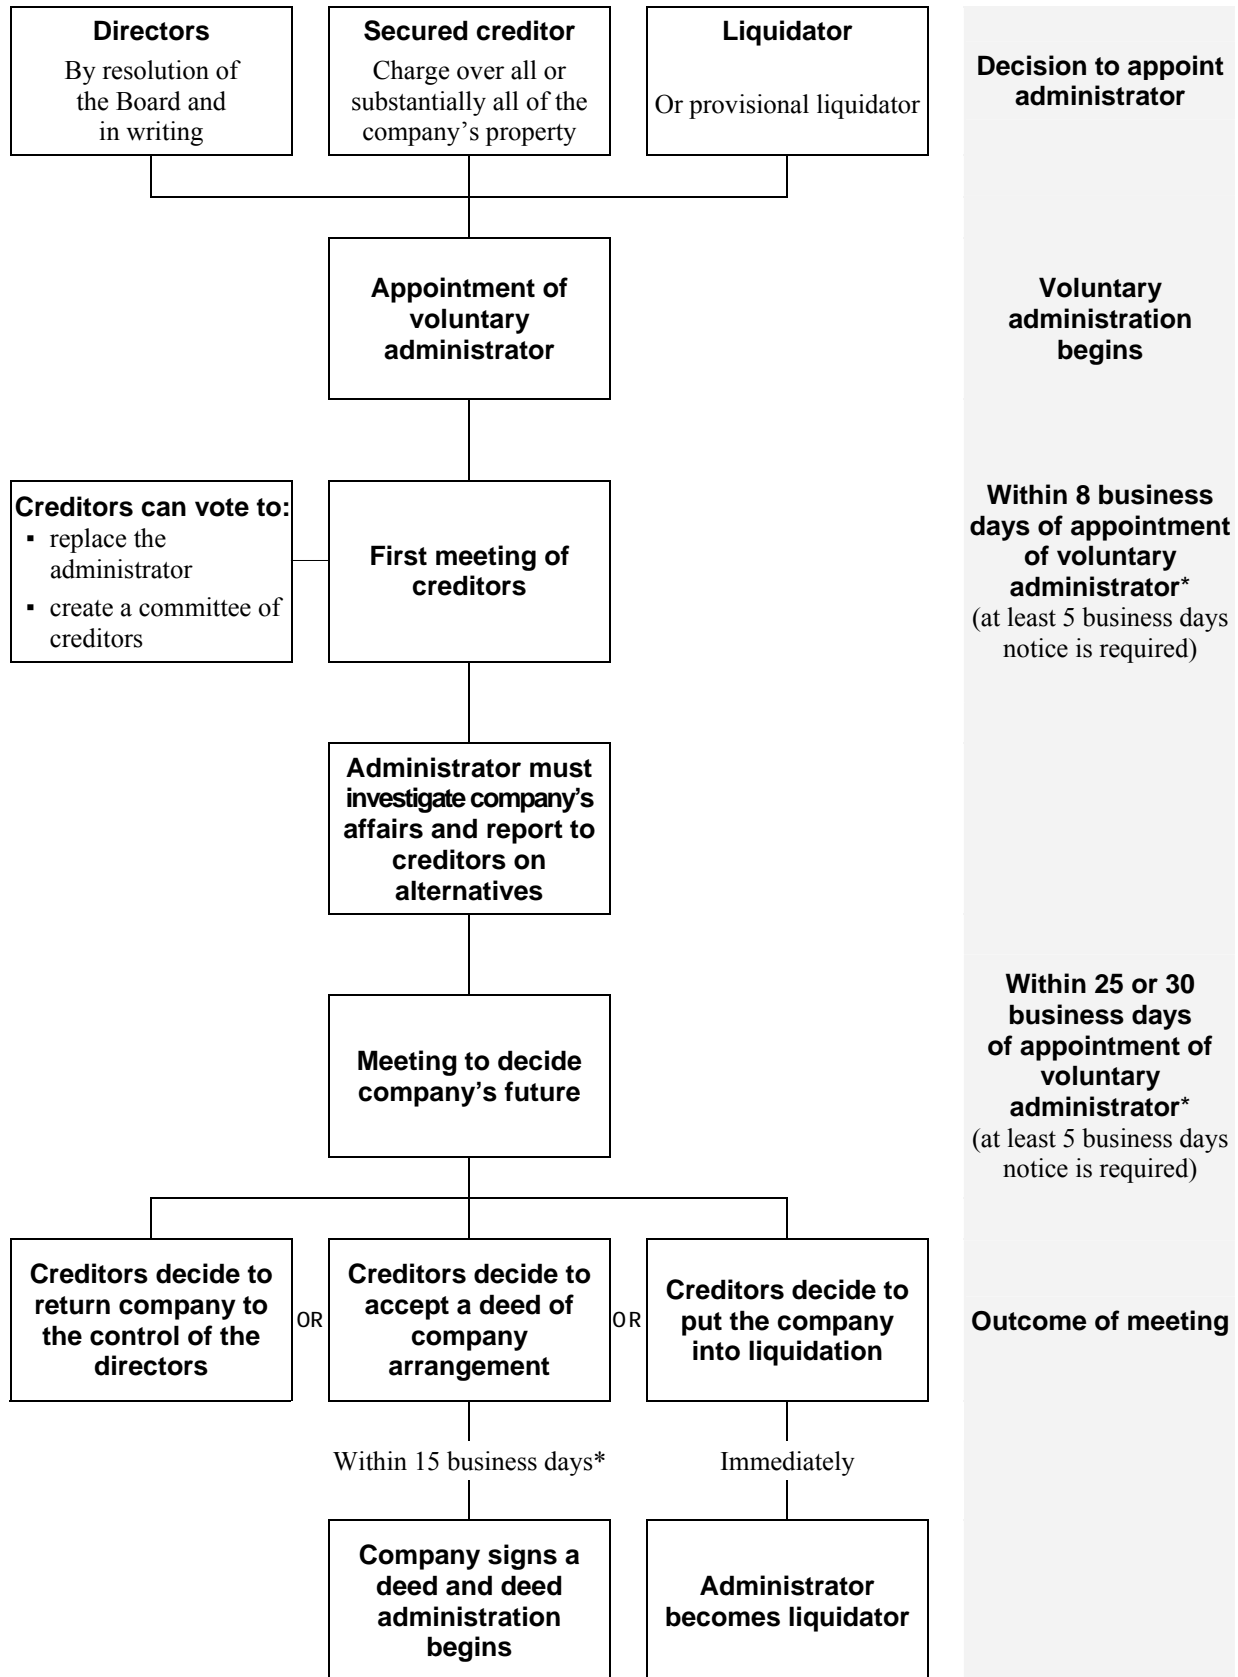 Directors
By resolution of
the Board and
in writing
Secured creditor
Charge over all or
substantially all of the
company’s property
Liquidator
Or provisional liquidator
Decision to appoint
administrator
Appointment of
voluntary
administrator
Voluntary
administration
begins
Creditors can vote to:
▪ replace the
administrator
▪ create a committee of
creditors
First meeting of
creditors
Within 8 business
days of appointment
of voluntary
administrator*
(at least 5 business days
notice is required)
Administrator must
investigate company’s
affairs and report to
creditors on
alternatives
Meeting to decide
company’s future
Within 25 or 30
business days
of appointment of
voluntary
administrator*
(at least 5 business days
notice is required)
Creditors decide to
return company to
the control of the
directors
OR
Creditors decide to
accept a deed of
company
arrangement
OR
Creditors decide to
put the company
into liquidation
Outcome of meeting
Within 15 business days*
Immediately
Company signs a
deed and deed
administration
begins
Administrator
becomes liquidator